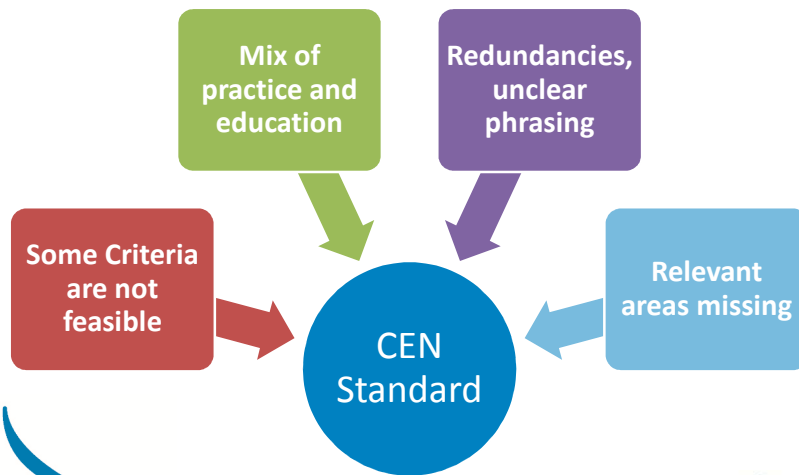 Mix of
practice and
education
Redundancies,
unclear
phrasing
Some Criteria
are not
feasible
Relevant
areas missing
CEN
Standard